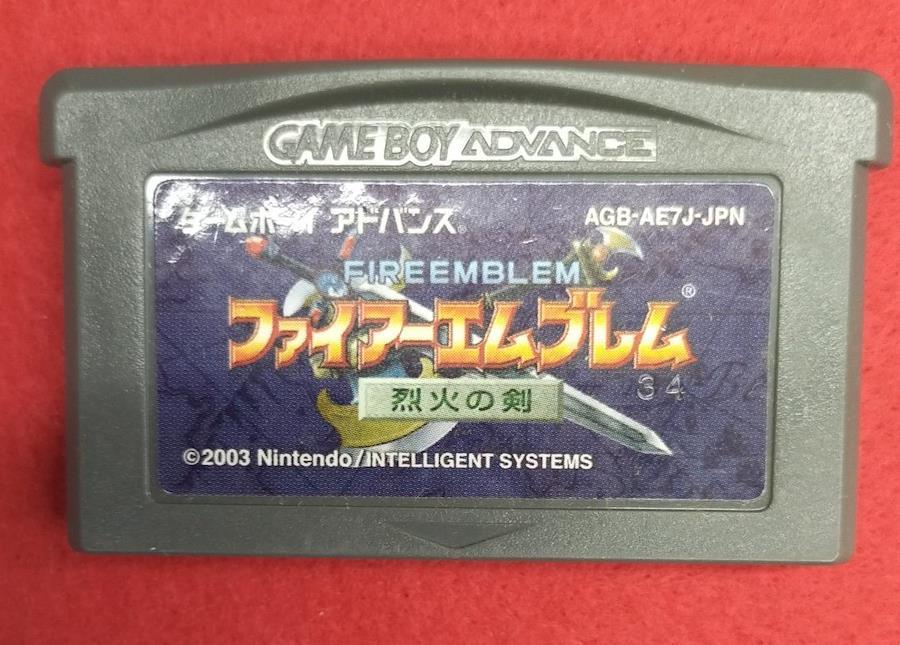 GAME BOY ADVANCE
ゲームボーイ アドバンス®
AGB-AE7J-JPN
FIREEMBLEM
ファイアーエムブレム®
34
烈火の剣
©2003 Nintendo/INTELLIGENT SYSTEMS